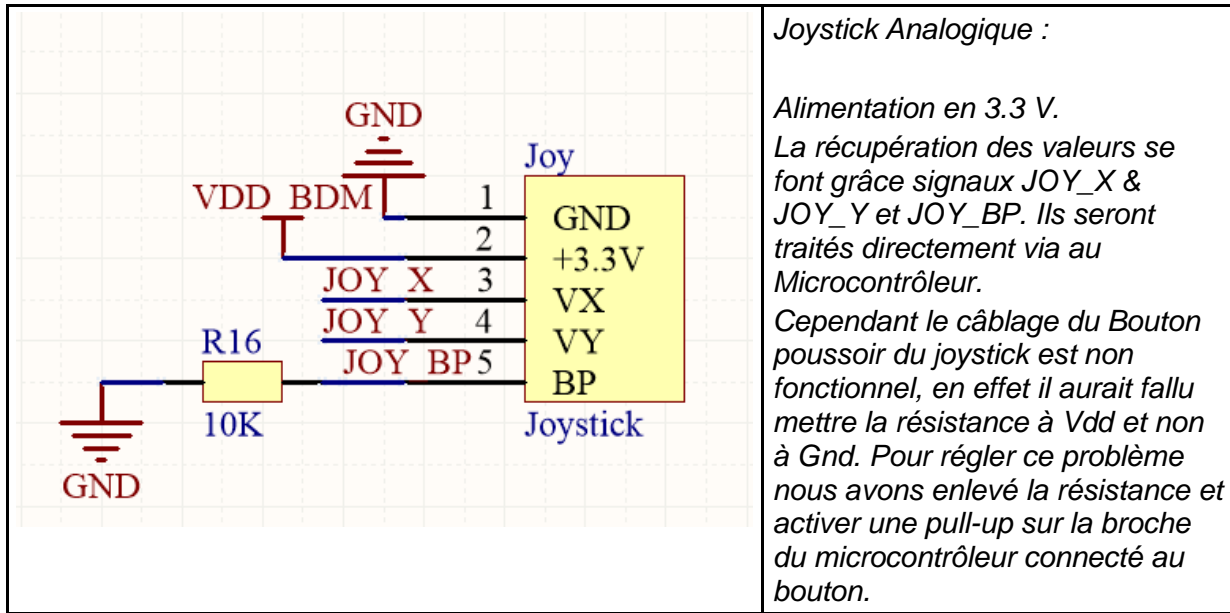 GND
Joy
VDD_BDM
1
GND
2
+3.3V
JOY_X
3
VX
JOY_Y
4
VY
R16
JOY_BP
5
BP
10K
Joystick
GND
Joystick Analogique :
Alimentation en 3.3 V.
La récupération des valeurs se
font grâce signaux JOY_X &
JOY_Y et JOY_BP. Ils seront
traités directement via au
Microcontrôleur.
Cependant le câblage du Bouton
poussoir du joystick est non
fonctionnel, en effet il aurait fallu
mettre la résistance à Vdd et non
à Gnd. Pour régler ce problème
nous avons enlevé la résistance et
activer une pull-up sur la broche
du microcontrôleur connecté au
bouton.